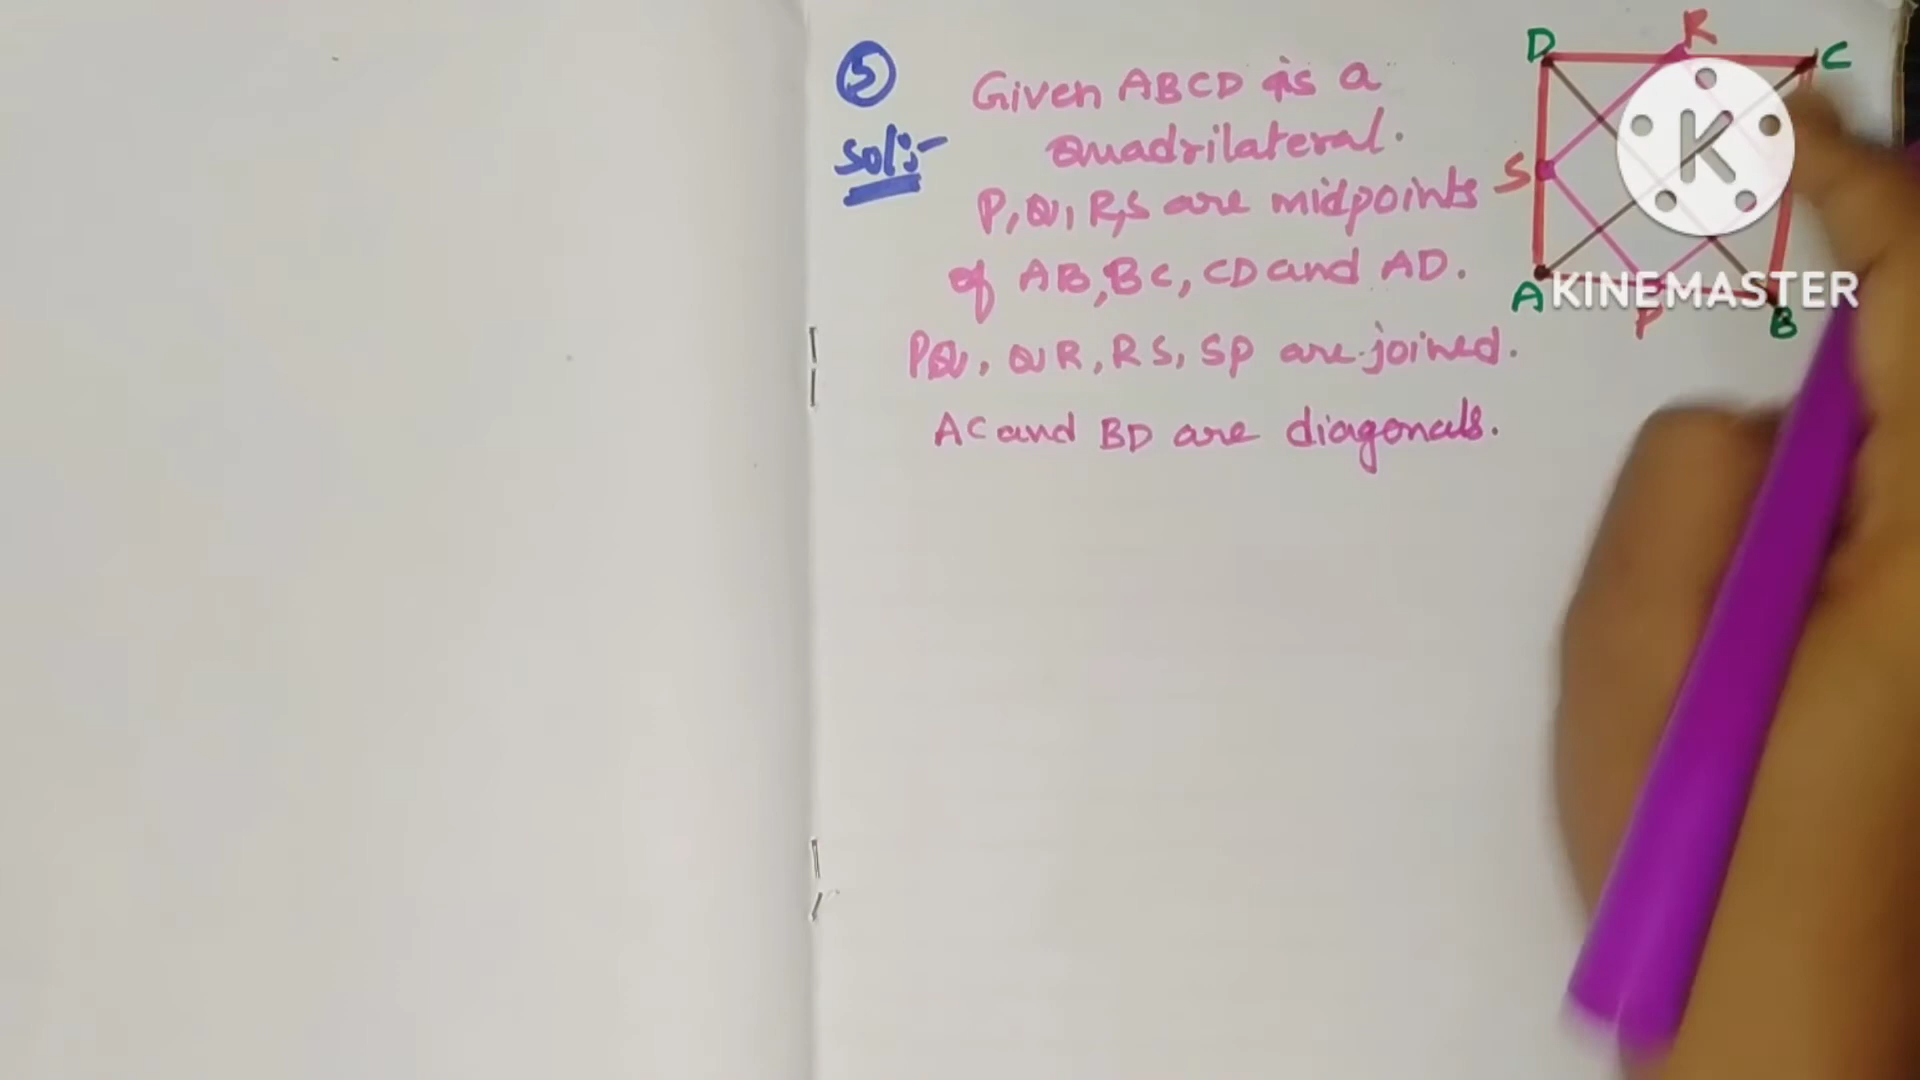 5
Sol:-
Given ABCD is a
Quadrilateral.
P, Q, R, S are midpoints
of AB, BC, CD and AD.
PQ, QR, RS, SP are joined.
AC and BD are diagonals.
D R C
S
A P B
K
KINEMASTER